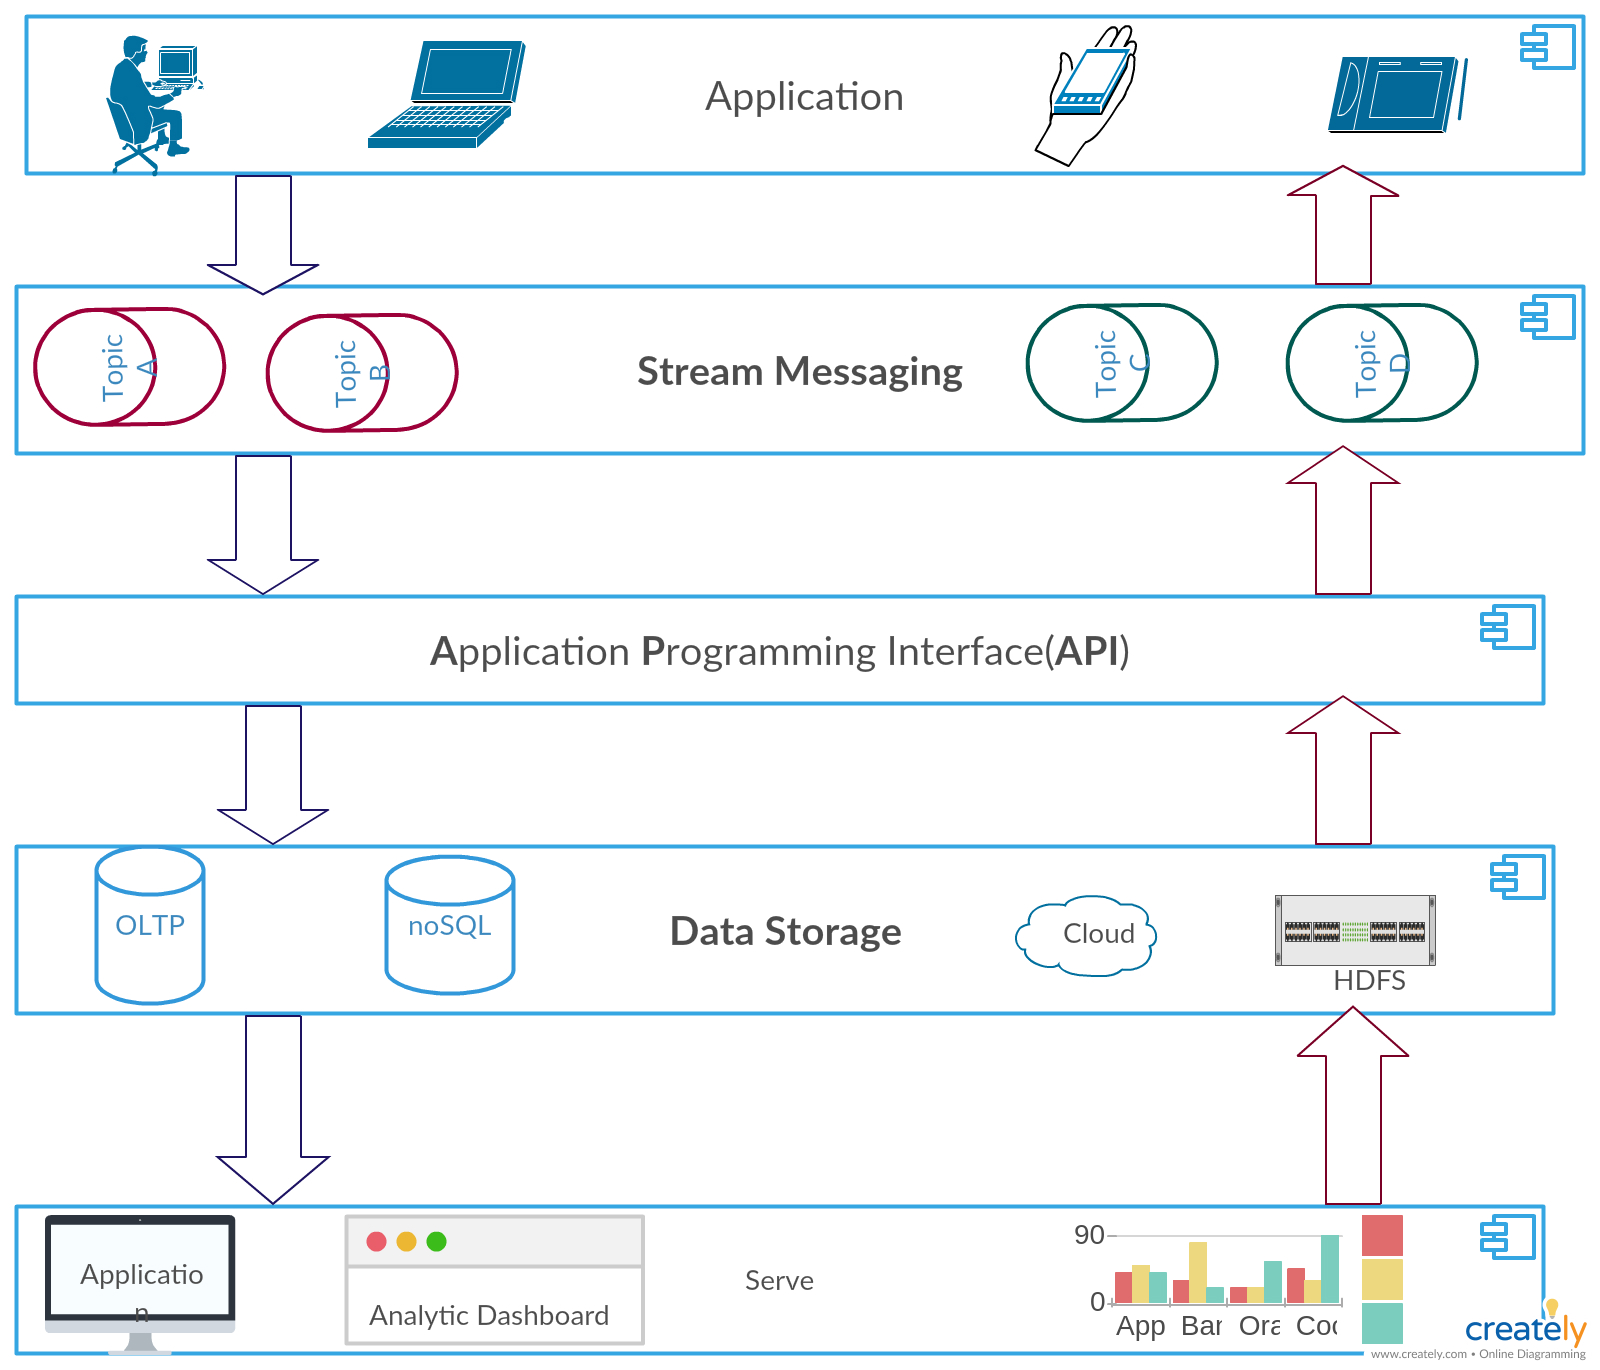 Application
Topic
A
Topic
B
Stream Messaging
Topic
C
Topic
D
Application Programming Interface(API)
OLTP
noSQL
Data Storage
Cloud
HDFS
Applicatio
n
Analytic Dashboard
Serve
90
0
App
Bar
Ora
Coc
creately
www.creately.com • Online Diagramming